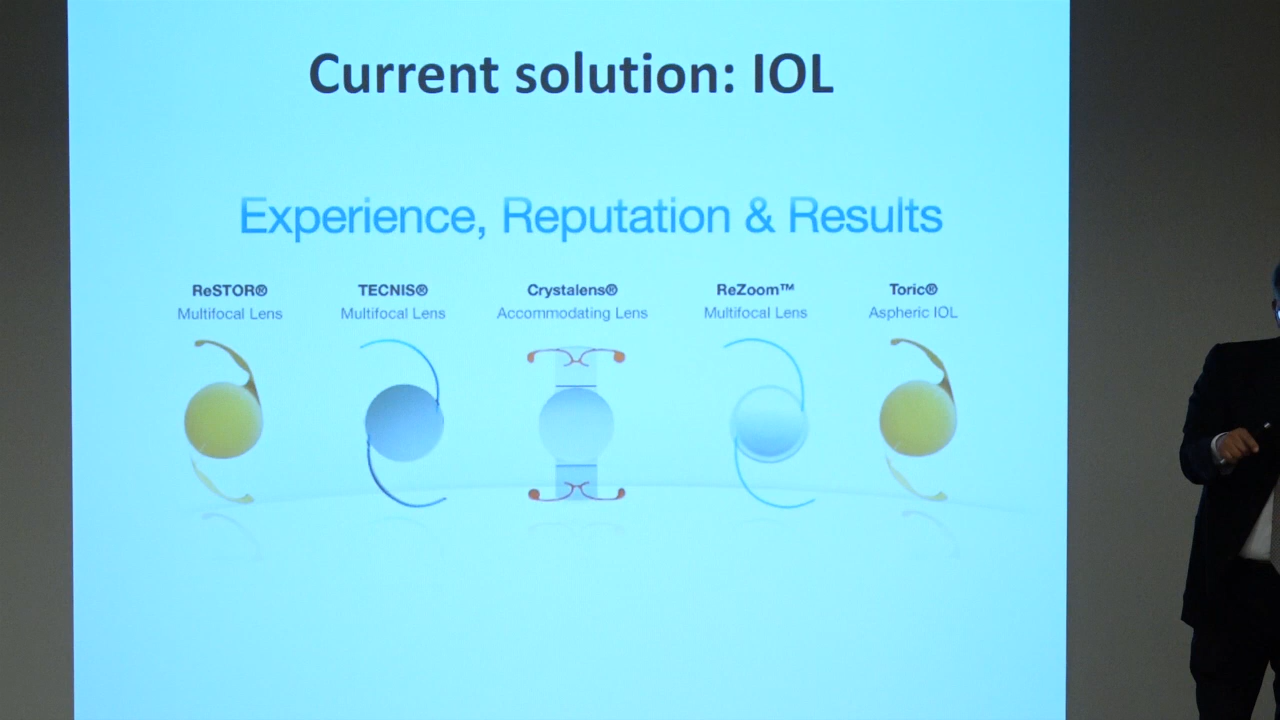 Current solution: IOL
Experience, Reputation & Results
ReSTOR®
Multifocal Lens
TECNIS®
Multifocal Lens
Crystalens®
Accommodating Lens
ReZoom™
Multifocal Lens
Toric®
Aspheric IOL